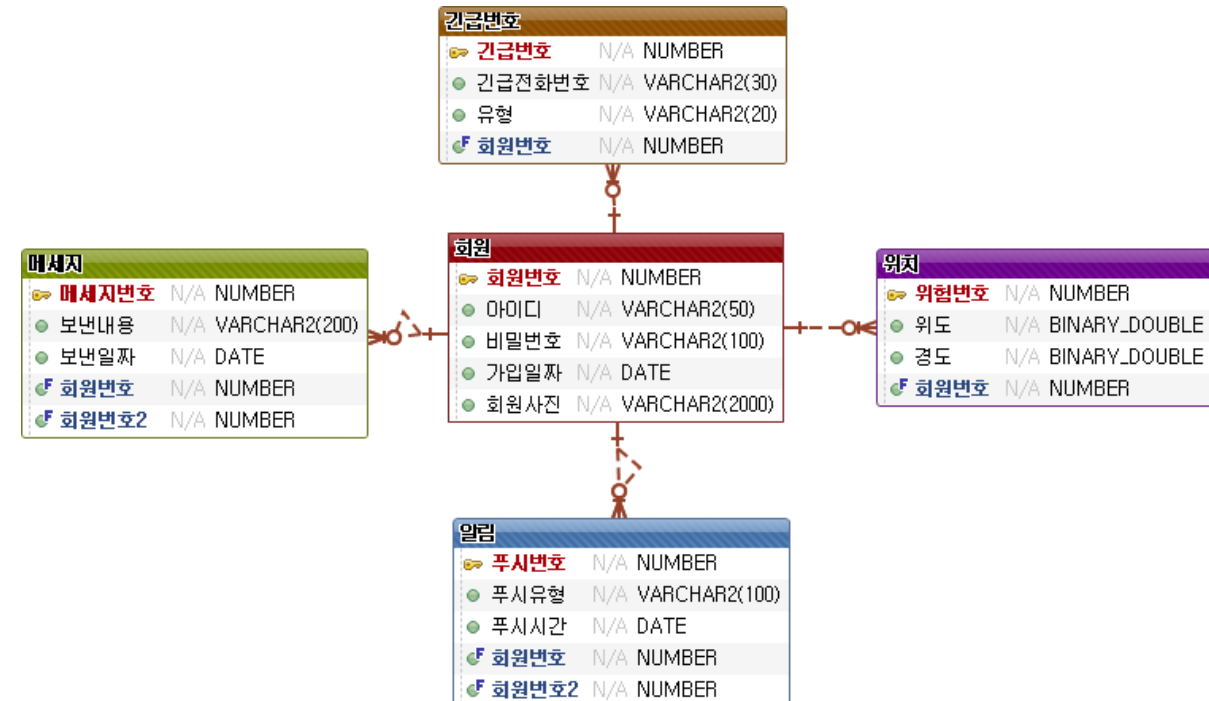 긴급번호
긴급번호 N/A NUMBER
긴급전화번호 N/A VARCHAR2(30)
유형 N/A VARCHAR2(20)
회원번호 N/A NUMBER
메세지
메세지번호 N/A NUMBER
보낸내용 N/A VARCHAR2(200)
보낸일짜 N/A DATE
회원번호 N/A NUMBER
회원번호2 N/A NUMBER
회원
회원번호 N/A NUMBER
아이디 N/A VARCHAR2(50)
비밀번호 N/A VARCHAR2(100)
가입일짜 N/A DATE
회원사진 N/A VARCHAR2(2000)
위치
위험번호 N/A NUMBER
위도 N/A BINARY_DOUBLE
경도 N/A BINARY_DOUBLE
회원번호 N/A NUMBER
알림
푸시번호 N/A NUMBER
푸시유형 N/A VARCHAR2(100)
푸시시간 N/A DATE
회원번호 N/A NUMBER
회원번호2 N/A NUMBER